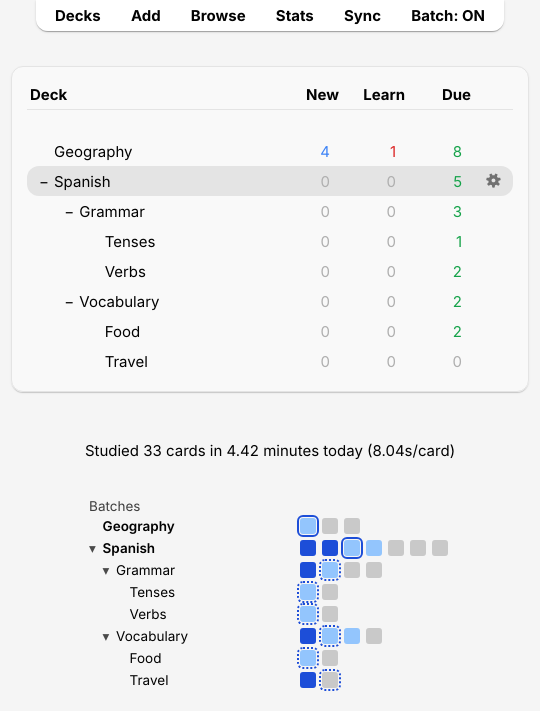 Decks Add Browse Stats Sync Batch: ON
Deck New Learn Due
Geography 4 1 8
− Spanish 0 0 5
− Grammar 0 0 3
Tenses 0 0 1
Verbs 0 0 2
− Vocabulary 0 0 2
Food 0 0 2
Travel 0 0 0
Studied 33 cards in 4.42 minutes today (8.04s/card)
Batches
Geography
▼ Spanish
▼ Grammar
Tenses
Verbs
▼ Vocabulary
Food
Travel